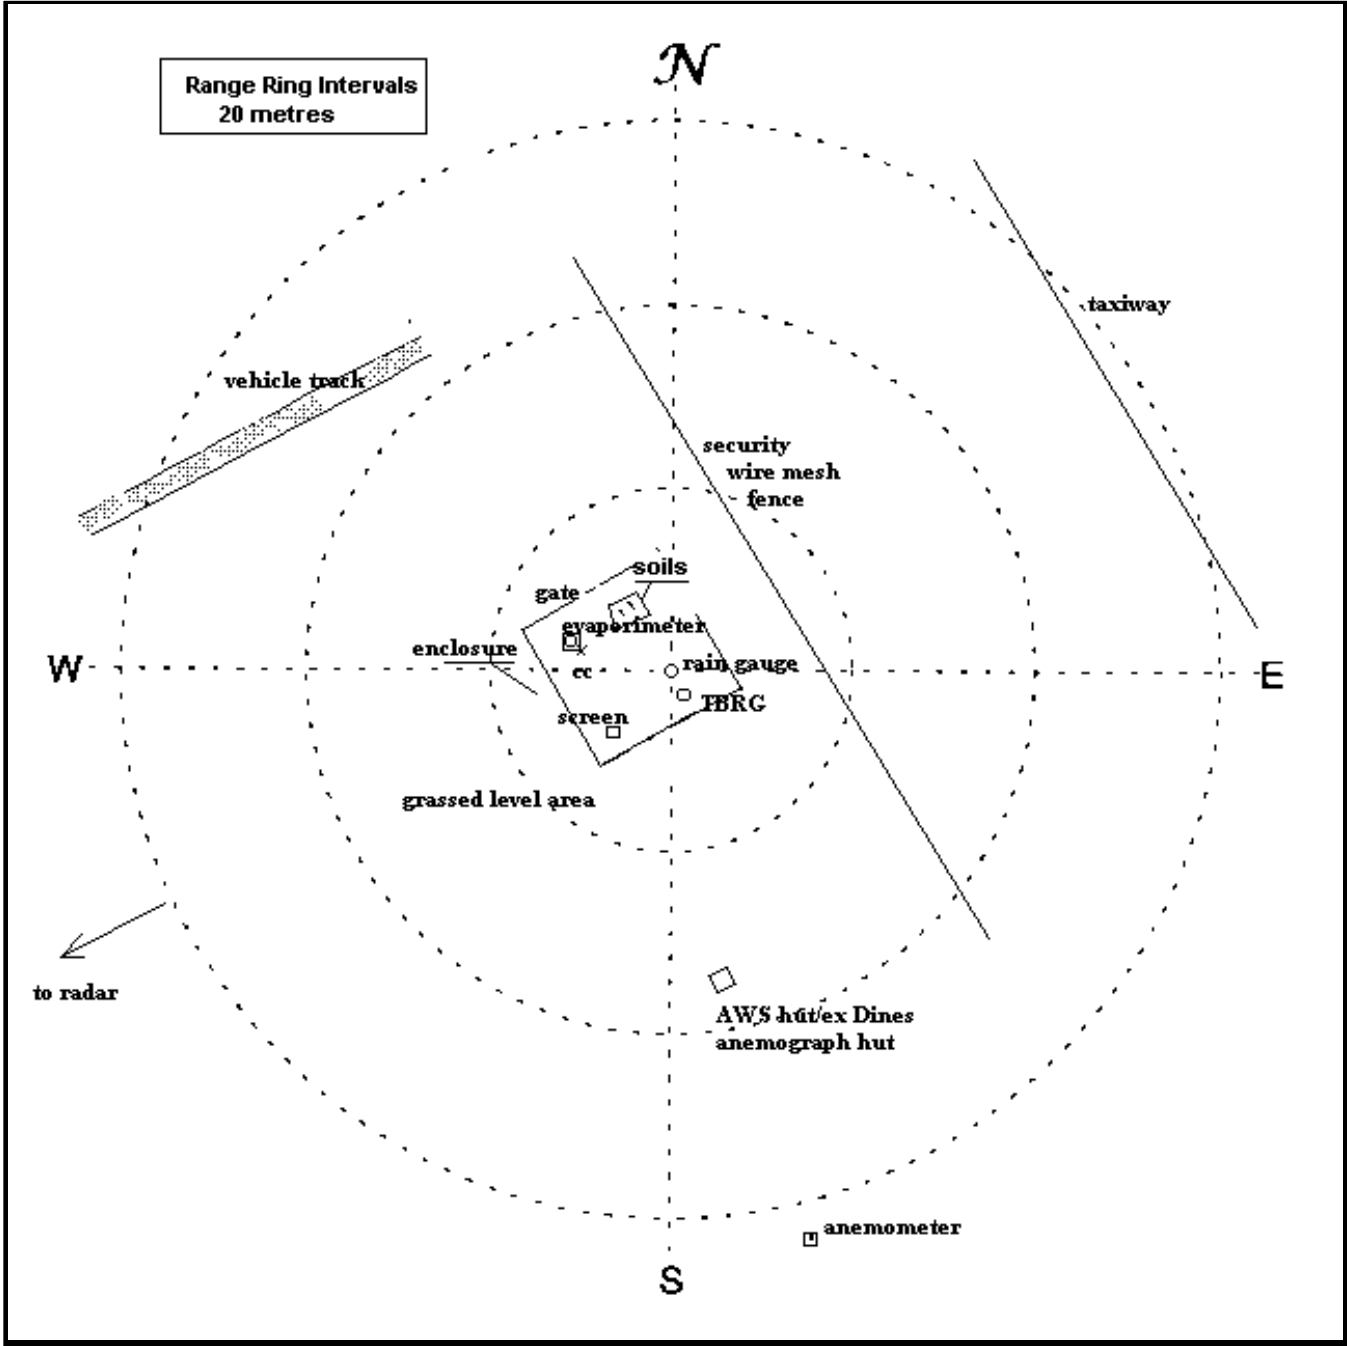 N
Range Ring Intervals
20 metres
taxiway
vehicle track
security
wire mesh
fence
soils
gate
evaporimeter
enclosure
W
cc
rain gauge
E
TBRG
screen
grassed level area
to radar
AWS hut/ex Dines
anemograph hut
anemometer
S